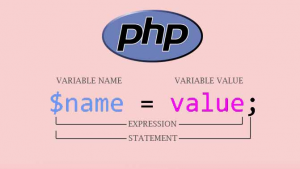 php
VARIABLE NAME VARIABLE VALUE
$name = value;
EXPRESSION
STATEMENT